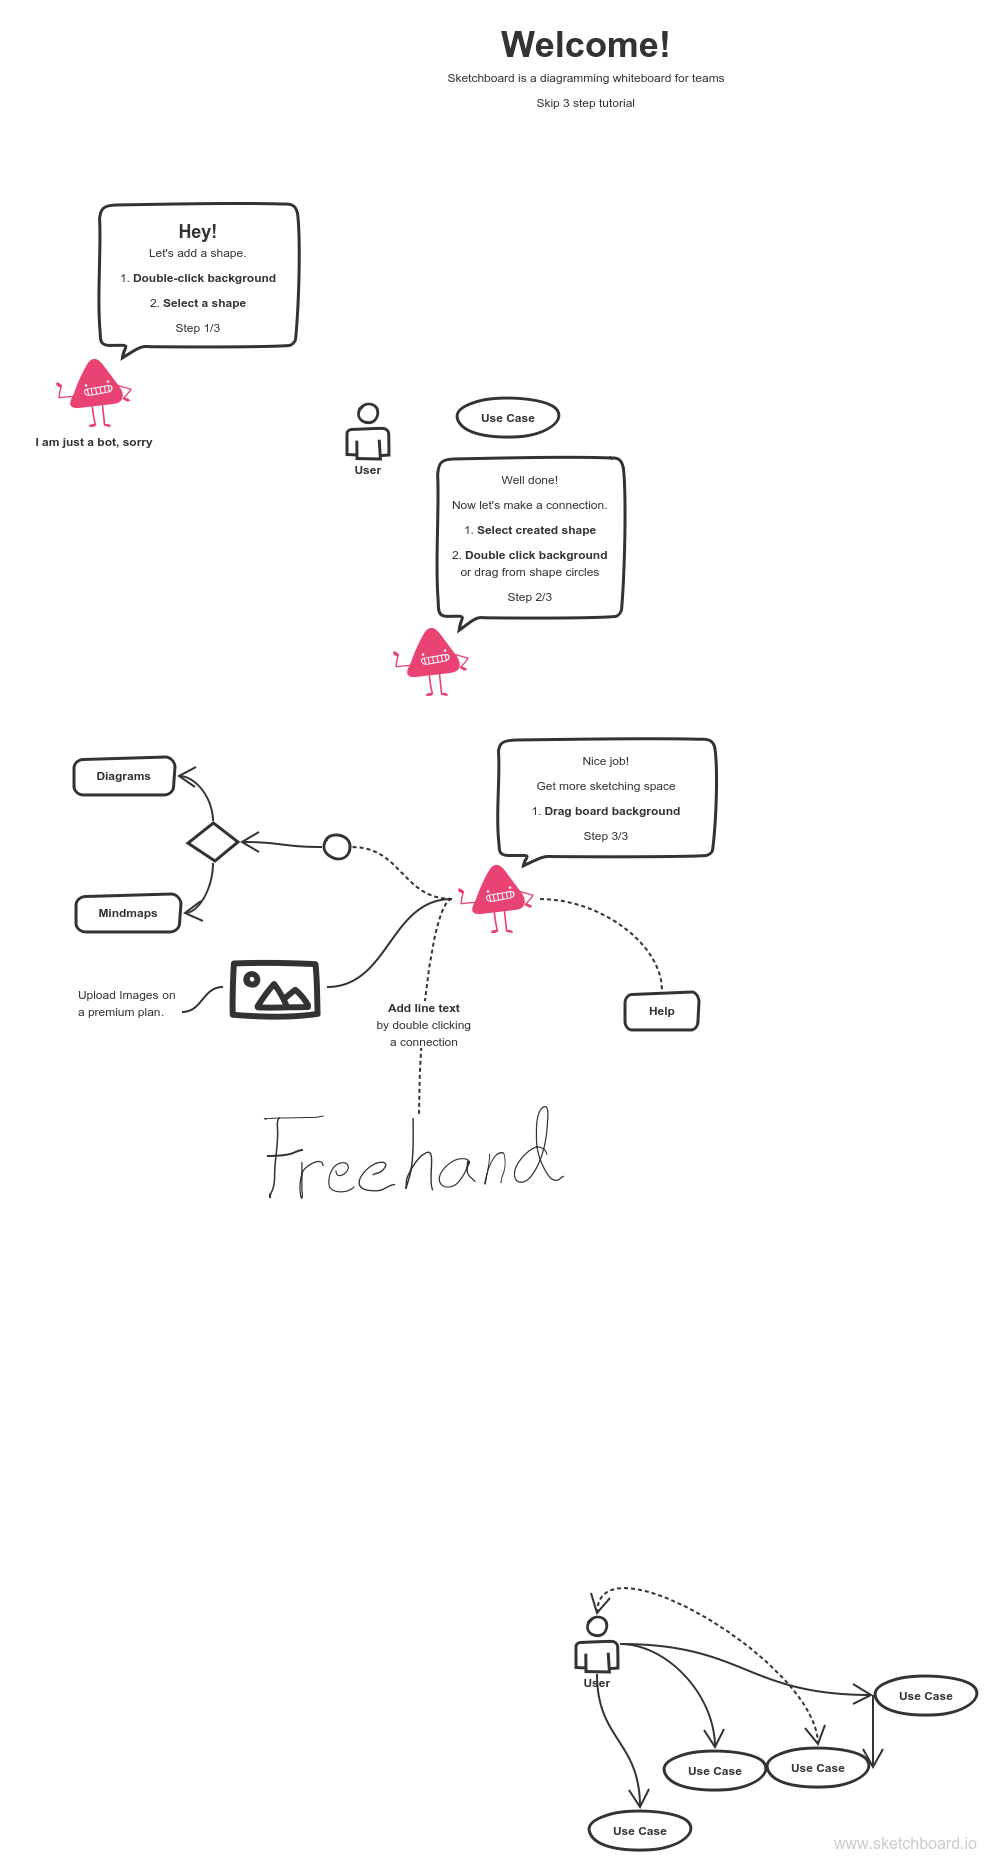 Welcome!
Sketchboard is a diagramming whiteboard for teams
Skip 3 step tutorial
Hey!
Let's add a shape.
1. Double-click background
2. Select a shape
Step 1/3
I am just a bot, sorry
User
Use Case
Well done!
Now let's make a connection.
1. Select created shape
2. Double click background
or drag from shape circles
Step 2/3
Nice job!
Get more sketching space
1. Drag board background
Step 3/3
Diagrams
Mindmaps
Upload Images on
a premium plan.
Add line text
by double clicking
a connection
Help
Freehand
User
Use Case
Use Case
Use Case
Use Case
www.sketchboard.io